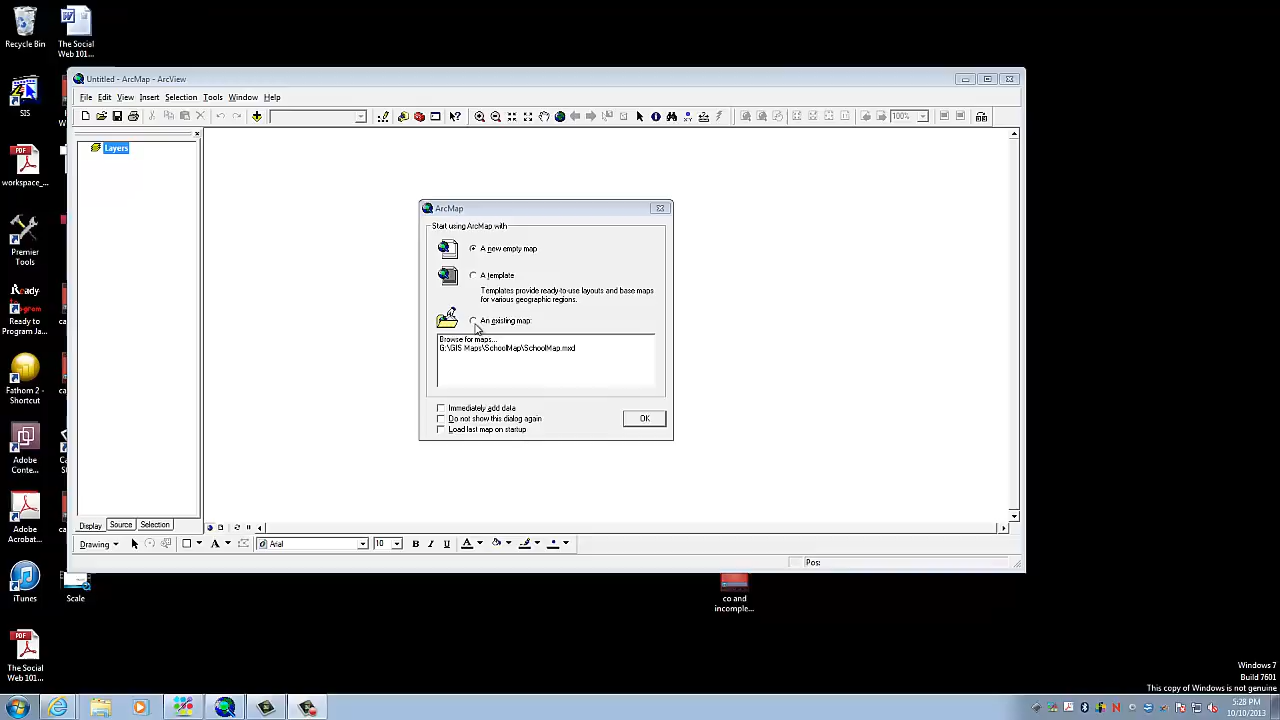 Recycle Bin
The Social
Web 101...
SIS
workspace_...
Premier
Tools
Ready to
Program Ja...
Fathom 2 -
Shortcut
Adobe
Conte...
Adobe
Acrobat...
iTunes
Scale
The Social
Web 101...
co and
incomple...
Untitled - ArcMap - ArcView
File Edit View Insert Selection Tools Window Help
100%
Layers
ArcMap
Start using ArcMap with
A new empty map
A template
Templates provide ready-to-use layouts and base maps
for various geographic regions.
An existing map:
Browse for maps...
G:\GIS Maps\SchoolMap\SchoolMap.mxd
Immediately add data
Do not show this dialog again
Load last map on startup
OK
Display Source Selection
Drawing A Arial 10 B I U A
Pos:
Windows 7
Build 7601
This copy of Windows is not genuine
5:28 PM
10/10/2013